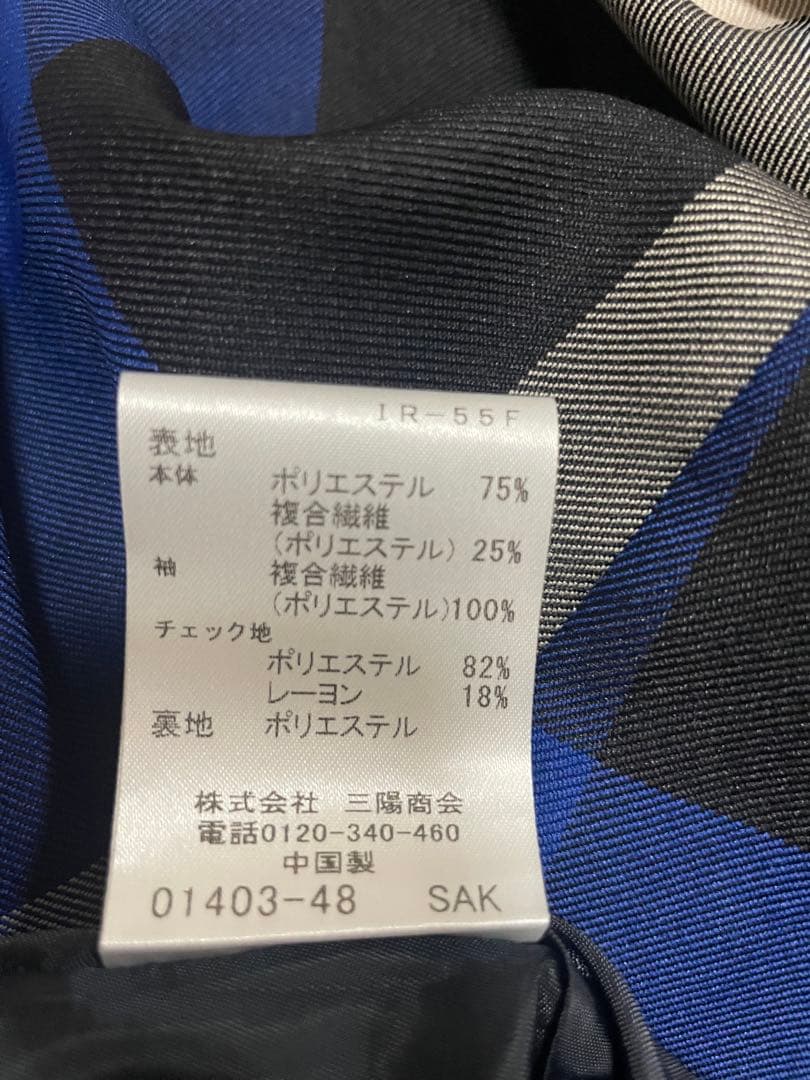 IR-55F
表地
本体 ポリエステル 75%
複合繊維
(ポリエステル) 25%
袖 複合繊維
(ポリエステル)100%
チェック地
ポリエステル 82%
レーヨン 18%
裏地 ポリエステル
株式会社 三陽商会
電話0120-340-460
中国製
01403-48 SAK